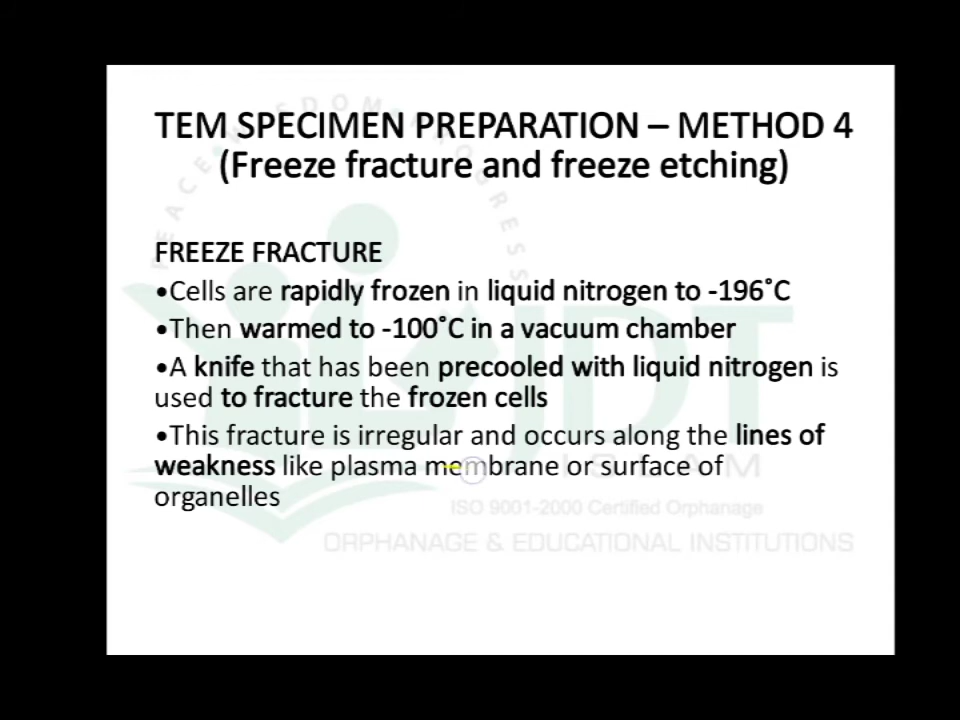 TEM SPECIMEN PREPARATION – METHOD 4
(Freeze fracture and freeze etching)
FREEZE FRACTURE
•Cells are rapidly frozen in liquid nitrogen to -196˚C
•Then warmed to -100˚C in a vacuum chamber
•A knife that has been precooled with liquid nitrogen is
used to fracture the frozen cells
•This fracture is irregular and occurs along the lines of
weakness like plasma membrane or surface of
organelles
JDT
ISLAM
ISO 9001-2000 Certified Orphanage
ORPHANAGE & EDUCATIONAL INSTITUTIONS